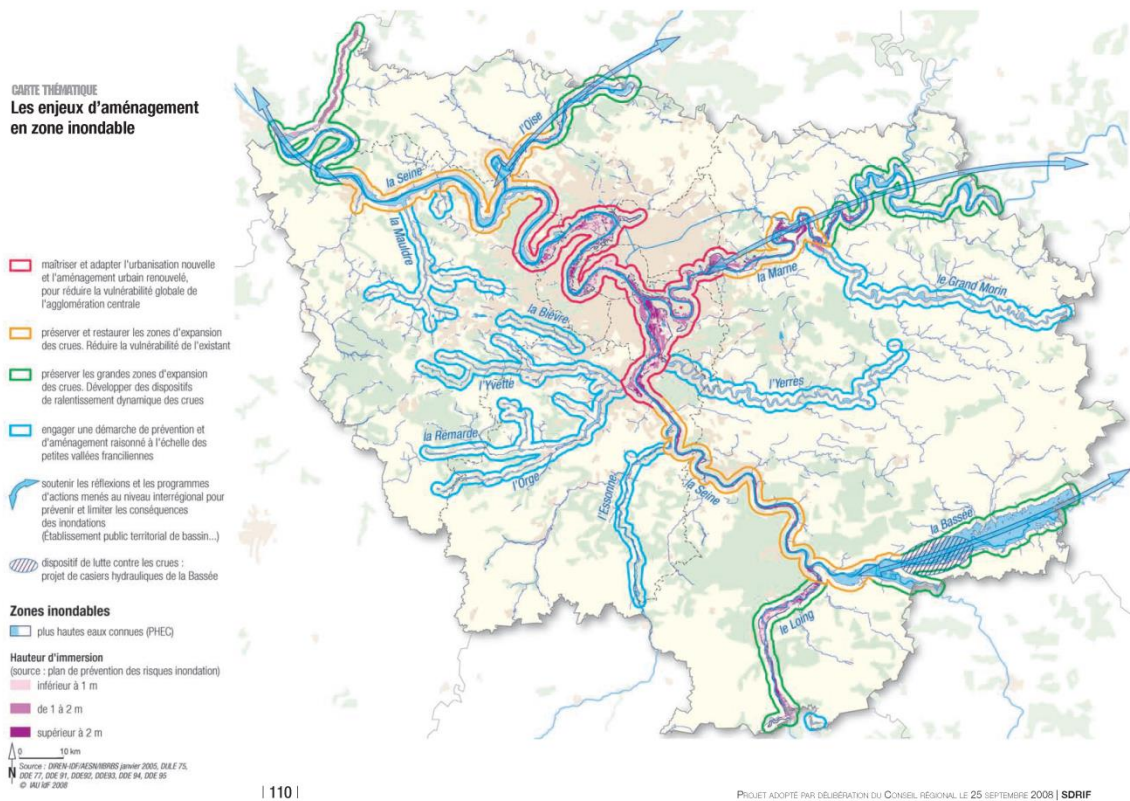 CARTE THÉMATIQUE
Les enjeux d'aménagement
en zone inondable
maîtriser et adapter l'urbanisation nouvelle
et l'aménagement urbain renouvelé,
pour réduire la vulnérabilité globale de
l'agglomération centrale
préserver et restaurer les zones d'expansion
des crues. Réduire la vulnérabilité de l'existant
préserver les grandes zones d'expansion
des crues. Développer des dispositifs
de ralentissement dynamique des crues
engager une démarche de prévention et
d'aménagement raisonné à l'échelle des
petites vallées franciliennes
soutenir les réflexions et les programmes
d'actions menés au niveau interrégional pour
prévenir et limiter les conséquences
des inondations
(Établissement public territorial de bassin...)
dispositif de lutte contre les crues :
projet de casiers hydrauliques de la Bassée
Zones inondables
plus hautes eaux connues (PHEC)
Hauteur d'immersion
(source : plan de prévention des risques inondation)
inférieur à 1 m
de 1 à 2 m
supérieur à 2 m
0 10 km
N
Source : DIREN-IDF/AESN/IIBRBS janvier 2005, DULE 75,
DDE 77, DDE 91, DDE92, DDE93, DDE 94, DDE 95
© IAU îdF 2008
l'Oise
la Seine
la Mauldre
la Marne
le Grand Morin
la Bièvre
l'Yvette
l'Yerres
la Rémarde
l'Orge
l'Essonne
la Seine
la Bassée
le Loing
| 110 |
PROJET ADOPTÉ PAR DÉLIBÉRATION DU CONSEIL RÉGIONAL LE 25 SEPTEMBRE 2008 | SDRIF